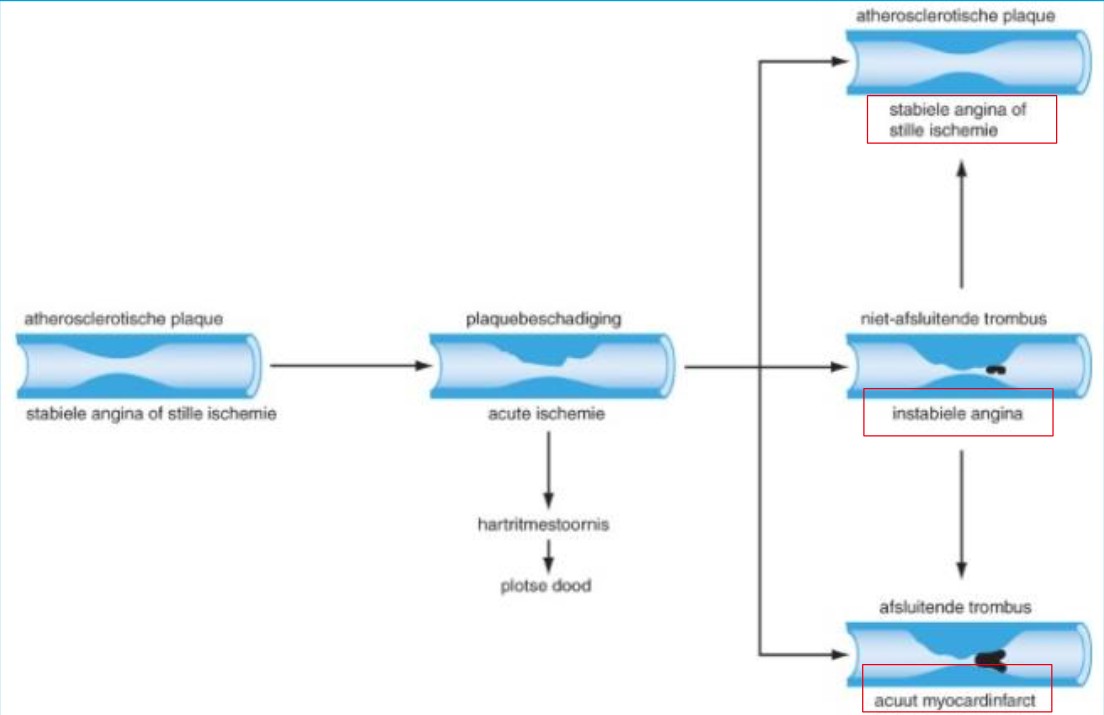 atherosclerotische plaque
stabiele angina of
stille ischemie
atherosclerotische plaque
stabiele angina of stille ischemie
plaquebeschadiging
acute ischemie
hartritmestoornis
plotse dood
niet-afsluitende trombus
instabiele angina
afsluitende trombus
acuut myocardinfarct